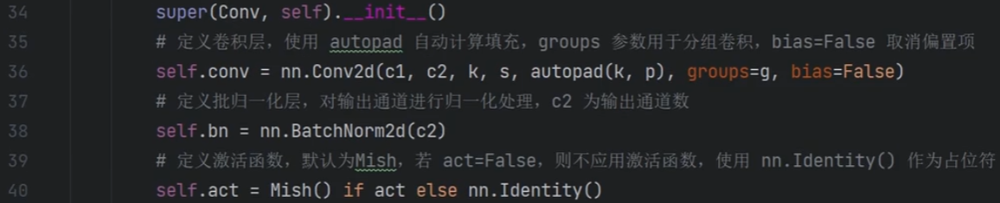 34 super(Conv, self).__init__()
35 # 定义卷积层，使用 autopad 自动计算填充，groups 参数用于分组卷积，bias=False 取消偏置项
36 self.conv = nn.Conv2d(c1, c2, k, s, autopad(k, p), groups=g, bias=False)
37 # 定义批归一化层，对输出通道进行归一化处理，c2 为输出通道数
38 self.bn = nn.BatchNorm2d(c2)
39 # 定义激活函数，默认为Mish，若 act=False，则不应用激活函数，使用 nn.Identity() 作为占位符
40 self.act = Mish() if act else nn.Identity()